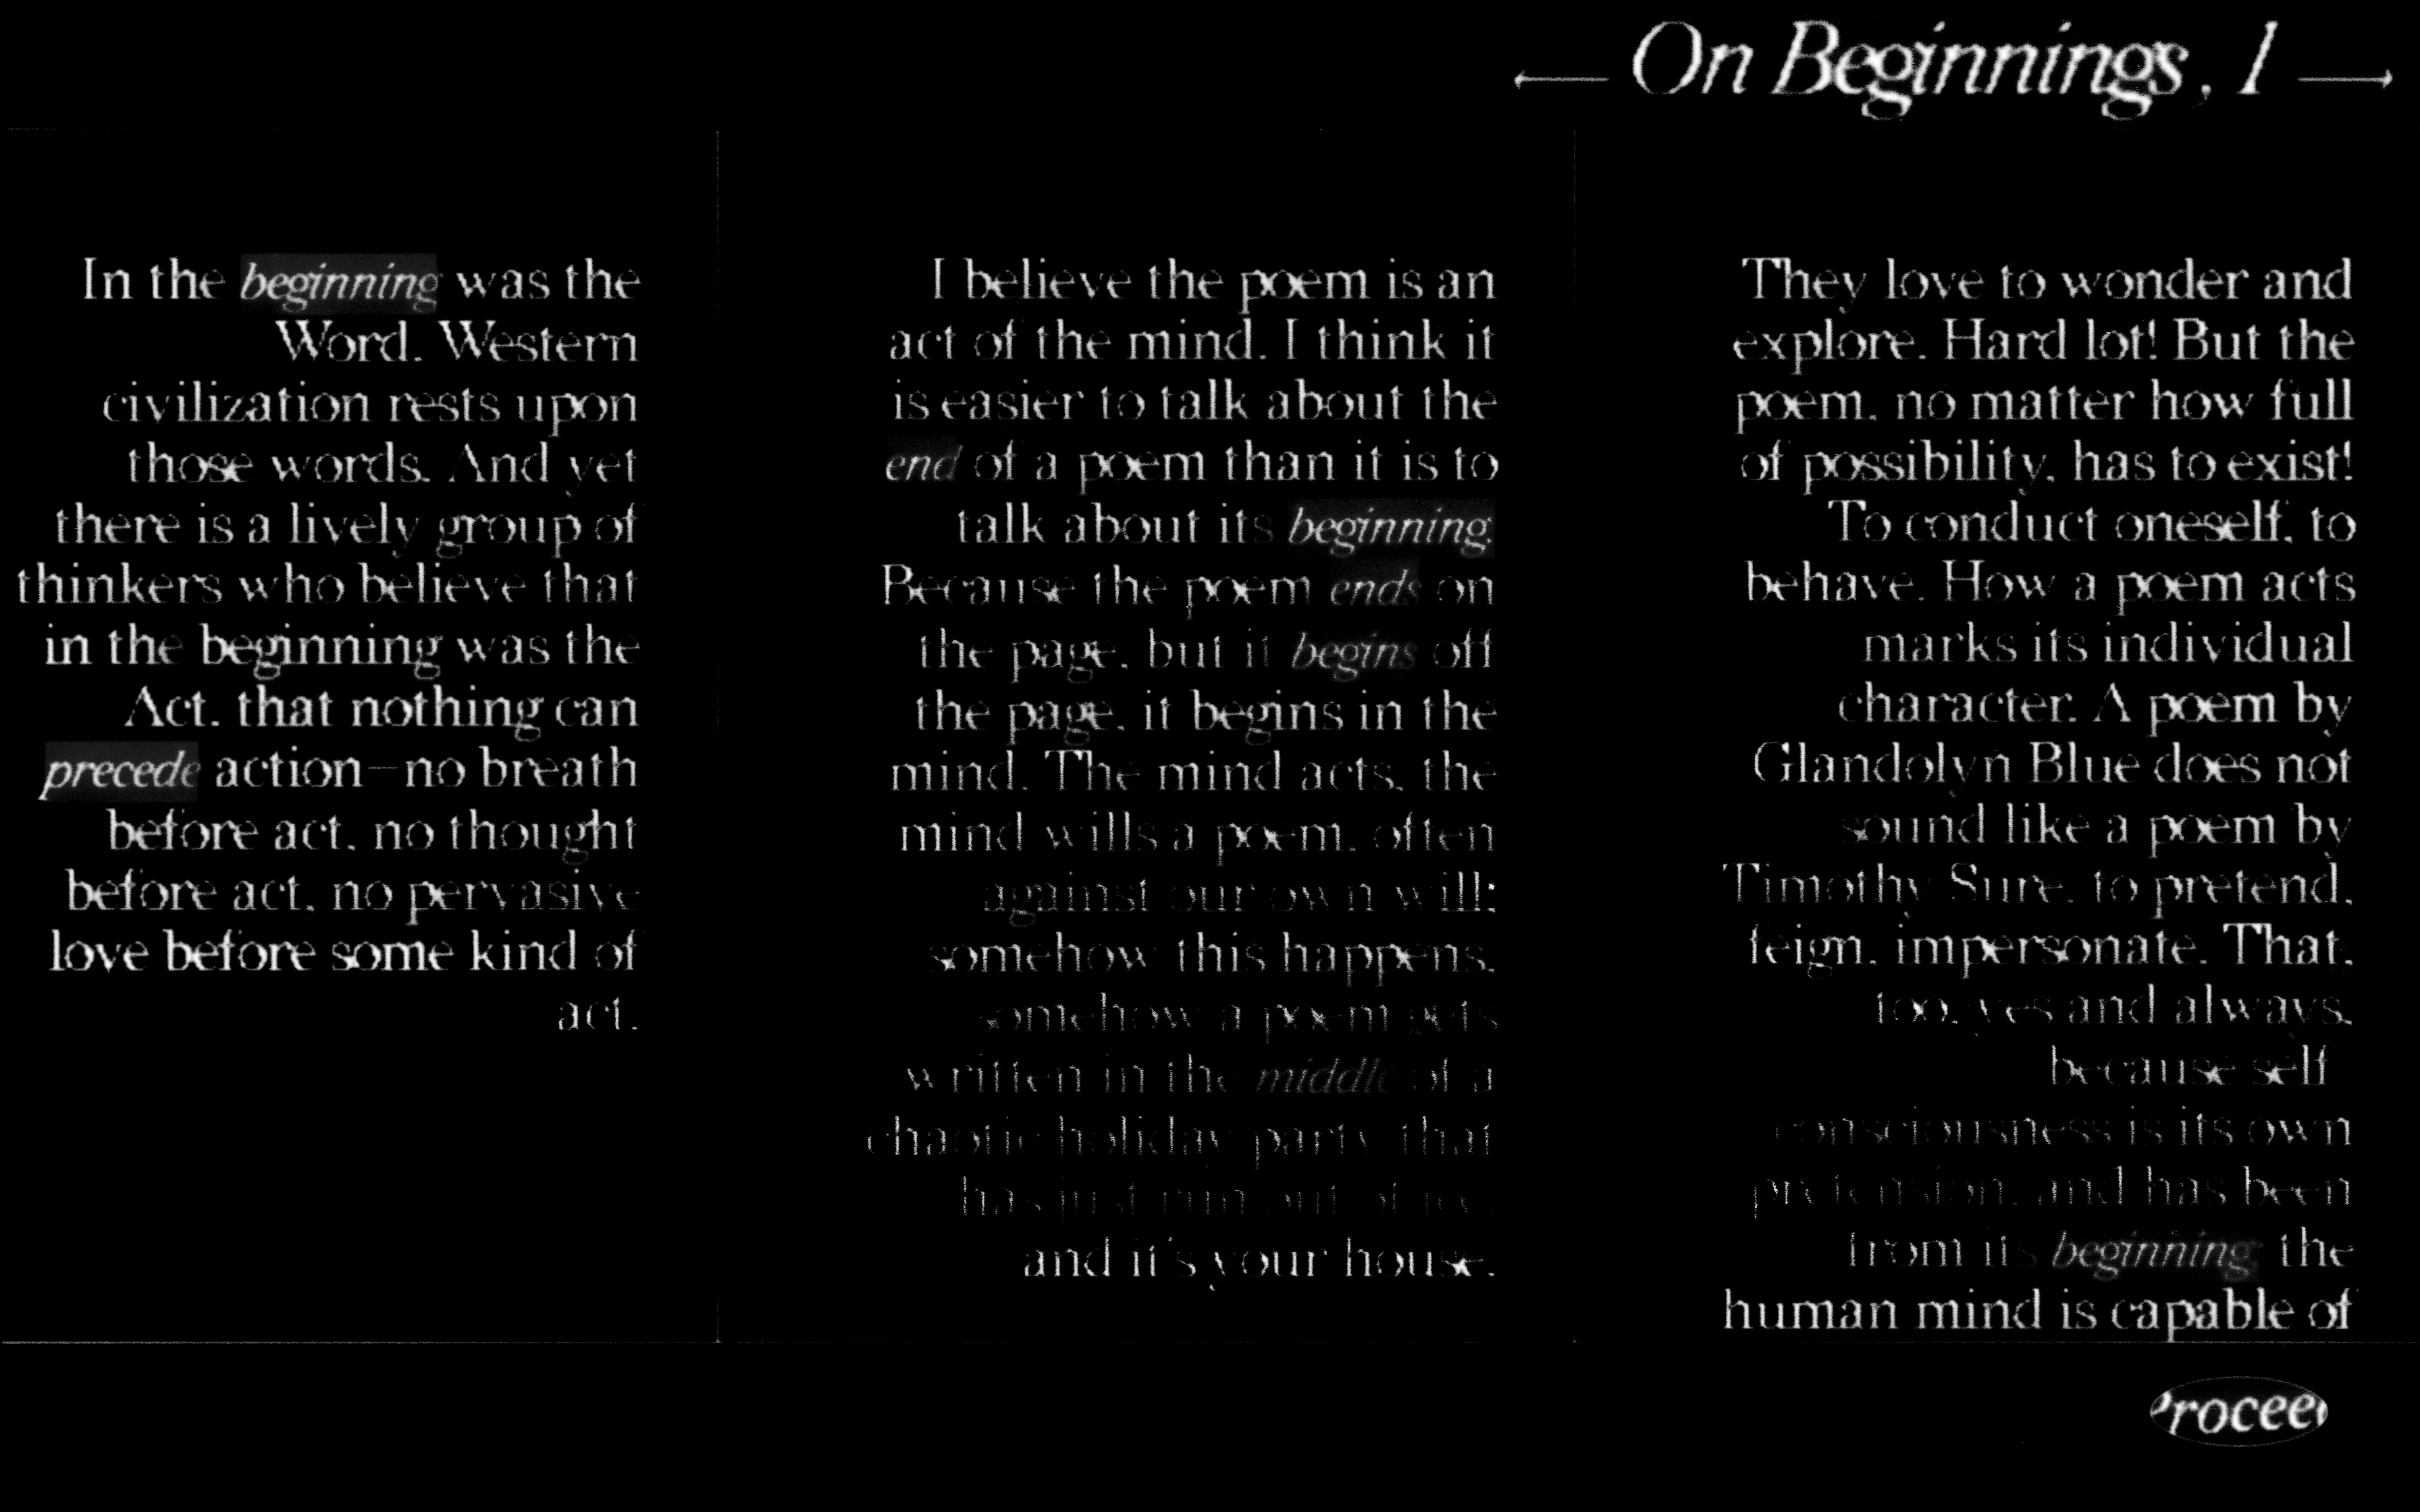 ← On Beginnings, 1 →
In the beginning was the
Word. Western
civilization rests upon
those words. And yet
there is a lively group of
thinkers who believe that
in the beginning was the
Act. that nothing can
precede action—no breath
before act, no thought
before act, no pervasive
love before some kind of
act.
I believe the poem is an
act of the mind. I think it
is easier to talk about the
end of a poem than it is to
talk about its beginning.
Because the poem ends on
the page, but it begins off
the page, it begins in the
mind. The mind acts, the
mind wills a poem, often
against our own will;
somehow this happens,
somehow a poem gets
written in the middle of a
chaotic holiday party that
has just run out of ice,
and it's your house.
They love to wonder and
explore. Hard lot! But the
poem, no matter how full
of possibility, has to exist!
To conduct oneself, to
behave. How a poem acts
marks its individual
character. A poem by
Glandolyn Blue does not
sound like a poem by
Timothy Sure. to pretend,
feign, impersonate. That,
too, yes and always,
because self
consciousness is its own
pretension, and has been
from its beginning; the
human mind is capable of
Proceed